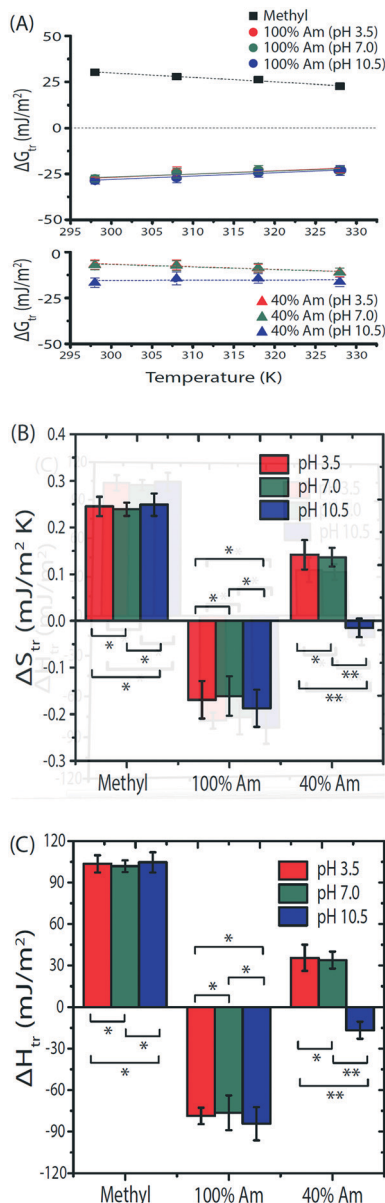 (A)
Methyl
100% Am (pH 3.5)
100% Am (pH 7.0)
100% Am (pH 10.5)
ΔG_tr (mJ/m²)
50
25
0
-25
-50
295 300 305 310 315 320 325 330
ΔG_tr (mJ/m²)
0
-25
-50
40% Am (pH 3.5)
40% Am (pH 7.0)
40% Am (pH 10.5)
295 300 305 310 315 320 325 330
Temperature (K)
(B)
ΔS_tr (mJ/m² K)
0.4
0.3
0.2
0.1
0.0
-0.1
-0.2
-0.3
pH 3.5
pH 7.0
pH 10.5
* * * * * * * ** **
Methyl 100% Am 40% Am
(C)
ΔH_tr (mJ/m²)
120
90
60
30
0
-30
-60
-90
-120
pH 3.5
pH 7.0
pH 10.5
* * * * * * * ** **
Methyl 100% Am 40% Am